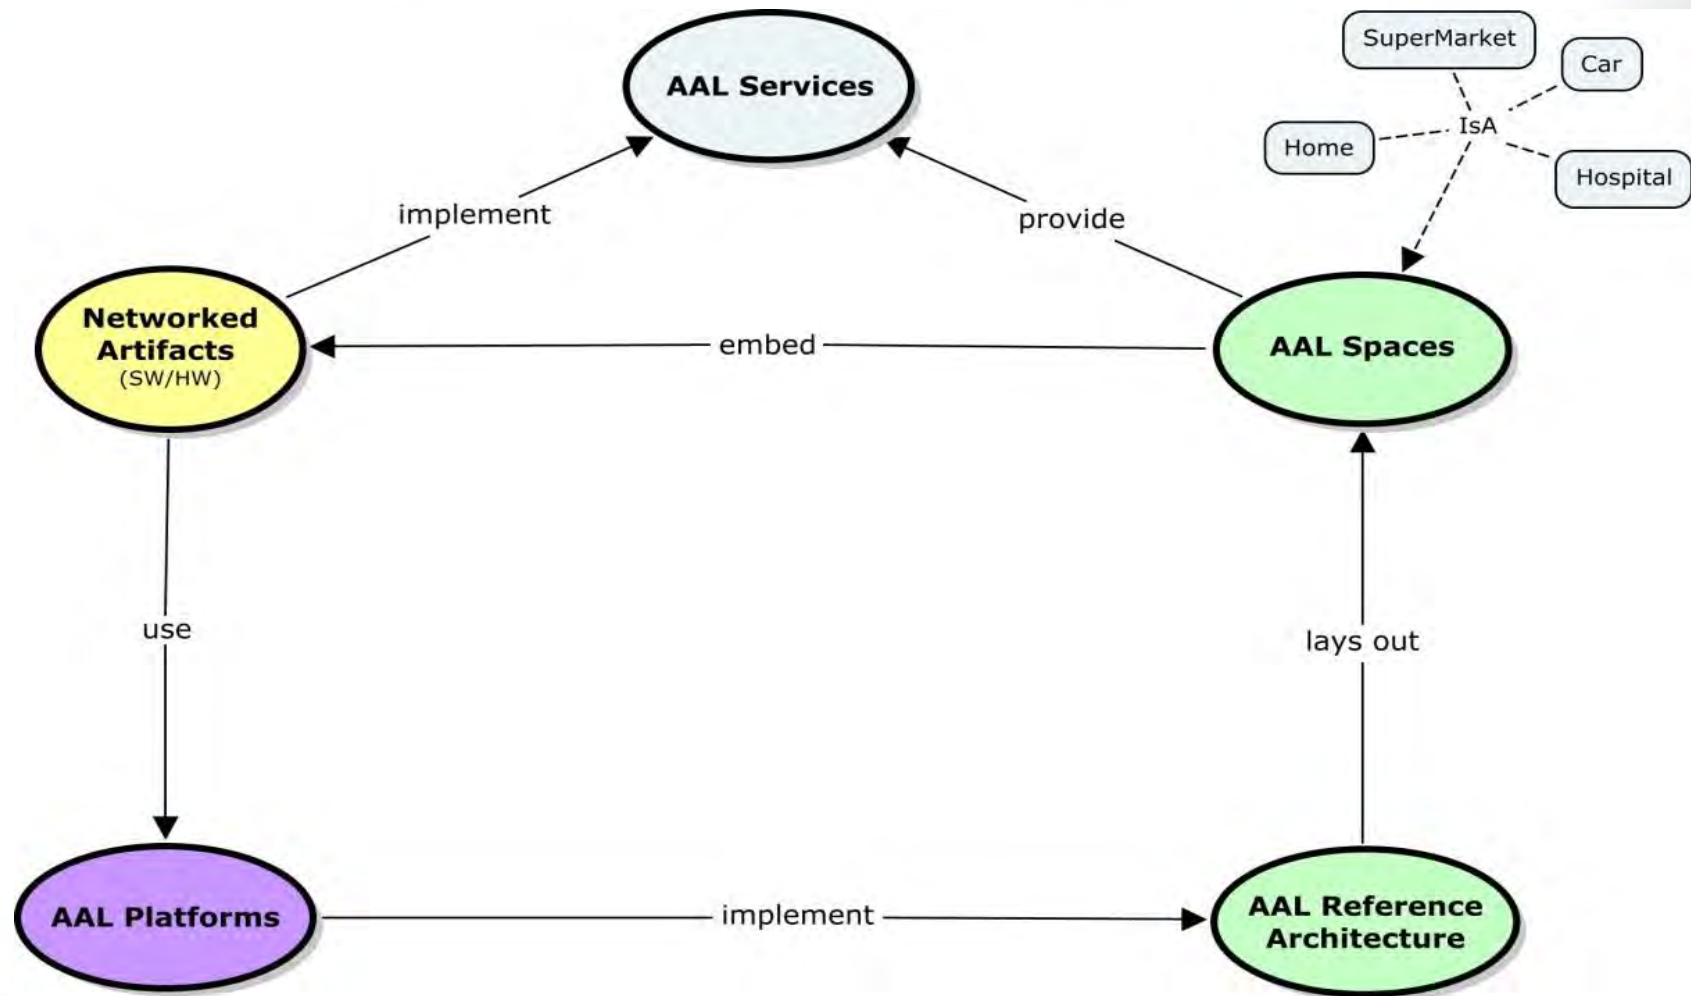 SuperMarket
Car
AAL Services
IsA
Home
Hospital
implement
provide
Networked
Artifacts
(SW/HW)
embed
AAL Spaces
use
lays out
AAL Platforms
implement
AAL Reference
Architecture